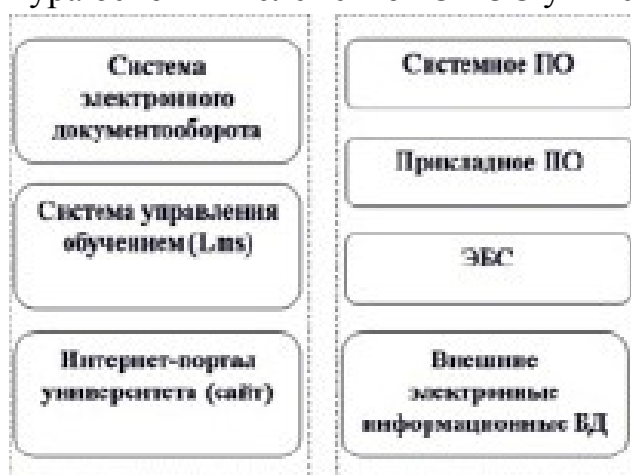 Система
электронного
документооборота
Системное ПО
Прикладное ПО
Система управления
обучением (Lms)
ЭБС
Интернет-портал
университета (сайт)
Внешние
электронные
информационные БД